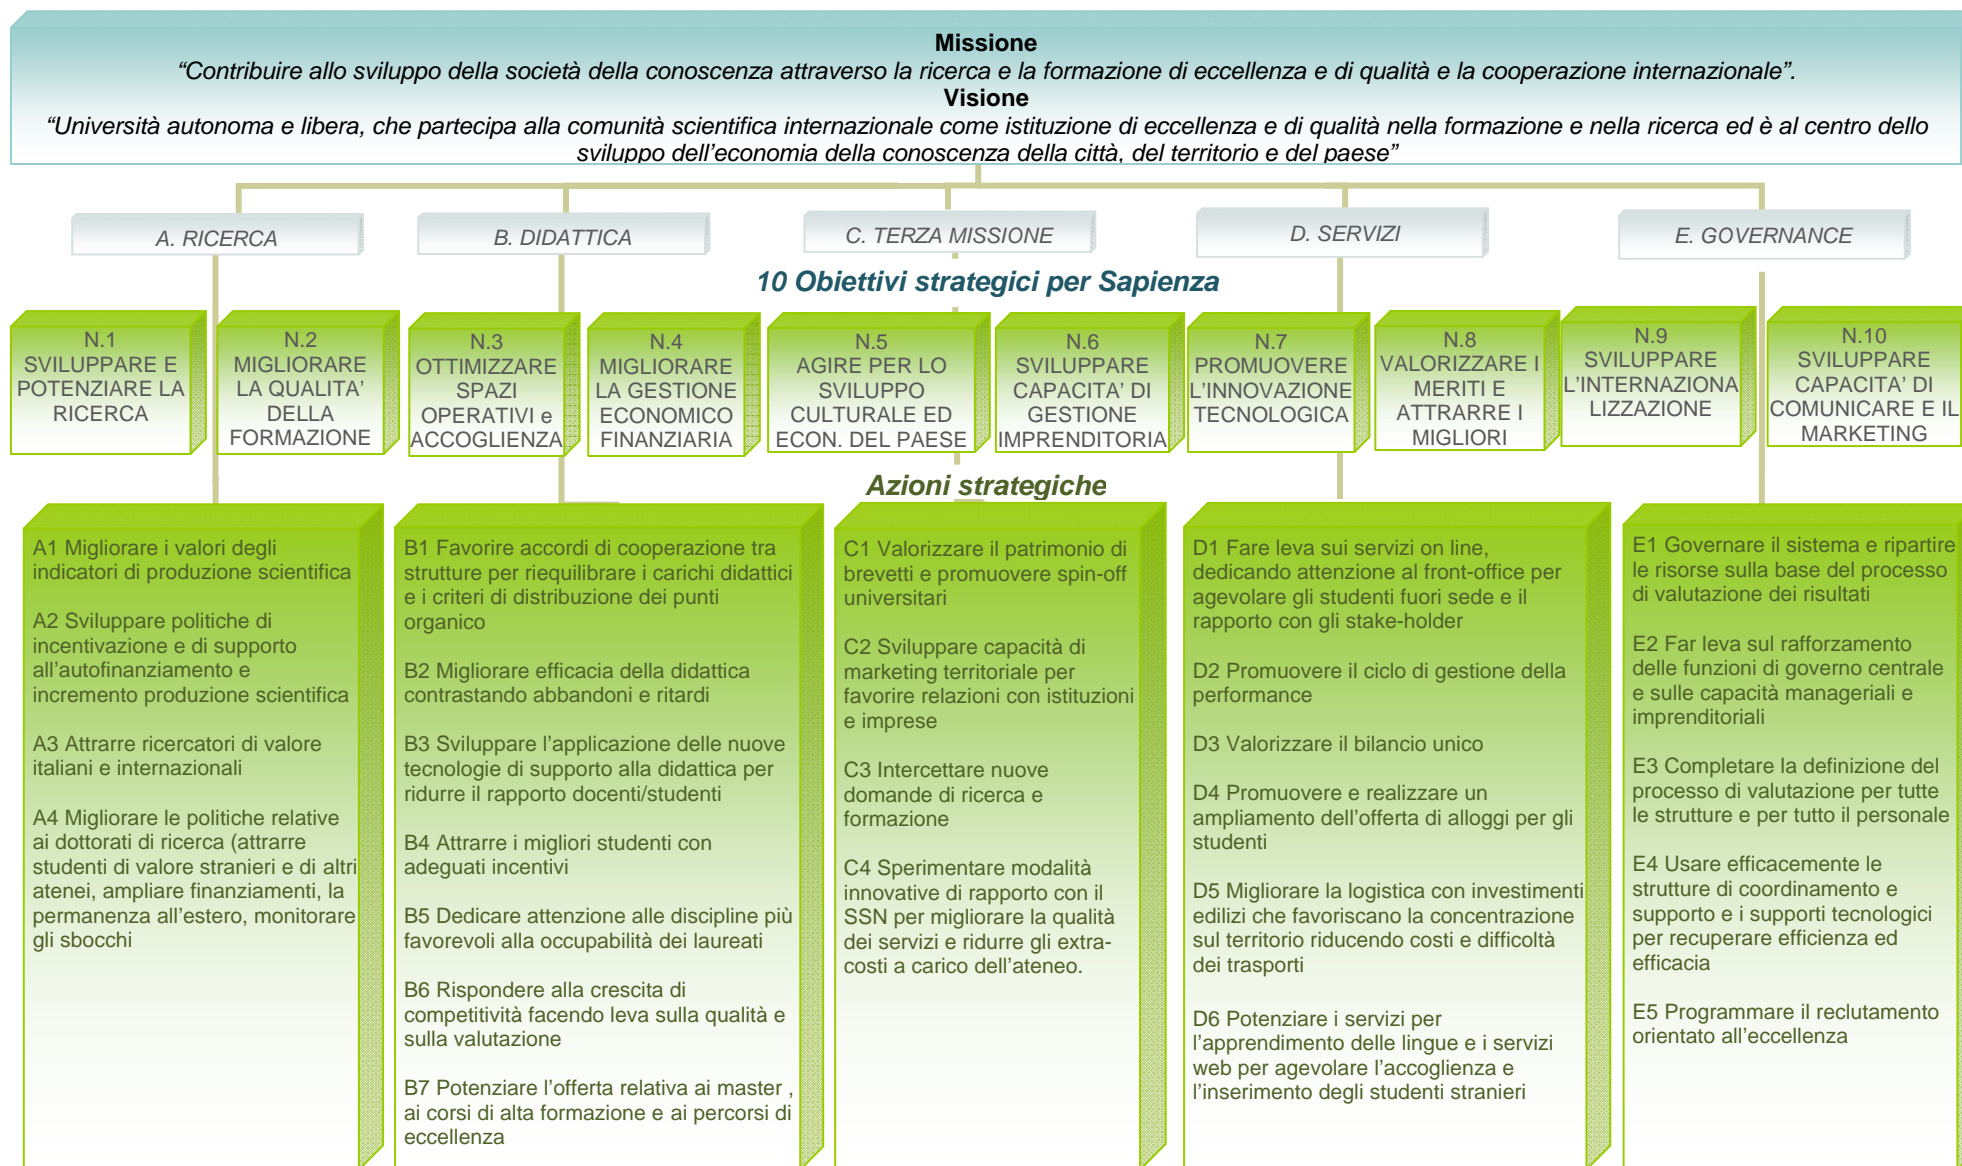 Missione
“Contribuire allo sviluppo della società della conoscenza attraverso la ricerca e la formazione di eccellenza e di qualità e la cooperazione internazionale”.
Visione
“Università autonoma e libera, che partecipa alla comunità scientifica internazionale come istituzione di eccellenza e di qualità nella formazione e nella ricerca ed è al centro dello
sviluppo dell’economia della conoscenza della città, del territorio e del paese”
A. RICERCA
B. DIDATTICA
C. TERZA MISSIONE
D. SERVIZI
E. GOVERNANCE
10 Obiettivi strategici per Sapienza
N.1
SVILUPPARE E
POTENZIARE LA
RICERCA
N.2
MIGLIORARE
LA QUALITA’
DELLA
FORMAZIONE
N.3
OTTIMIZZARE
SPAZI
OPERATIVI e
ACCOGLIENZA
N.4
MIGLIORARE
LA GESTIONE
ECONOMICO
FINANZIARIA
N.5
AGIRE PER LO
SVILUPPO
CULTURALE ED
ECON. DEL PAESE
N.6
SVILUPPARE
CAPACITA’ DI
GESTIONE
IMPRENDITORIA
N.7
PROMUOVERE
L’INNOVAZIONE
TECNOLOGICA
N.8
VALORIZZARE I
MERITI E
ATTRARRE I
MIGLIORI
N.9
SVILUPPARE
L’INTERNAZIONA
LIZZAZIONE
N.10
SVILUPPARE
CAPACITA’ DI
COMUNICARE E IL
MARKETING
Azioni strategiche
A1 Migliorare i valori degli
indicatori di produzione scientifica
A2 Sviluppare politiche di
incentivazione e di supporto
all’autofinanziamento e
incremento produzione scientifica
A3 Attrarre ricercatori di valore
italiani e internazionali
A4 Migliorare le politiche relative
ai dottorati di ricerca (attrarre
studenti di valore stranieri e di altri
atenei, ampliare finanziamenti, la
permanenza all’estero, monitorare
gli sbocchi
B1 Favorire accordi di cooperazione tra
strutture per riequilibrare i carichi didattici
e i criteri di distribuzione dei punti
organico
B2 Migliorare efficacia della didattica
contrastando abbandoni e ritardi
B3 Sviluppare l’applicazione delle nuove
tecnologie di supporto alla didattica per
ridurre il rapporto docenti/studenti
B4 Attrarre i migliori studenti con
adeguati incentivi
B5 Dedicare attenzione alle discipline più
favorevoli alla occupabilità dei laureati
B6 Rispondere alla crescita di
competitività facendo leva sulla qualità e
sulla valutazione
B7 Potenziare l’offerta relativa ai master ,
ai corsi di alta formazione e ai percorsi di
eccellenza
C1 Valorizzare il patrimonio di
brevetti e promuovere spin-off
universitari
C2 Sviluppare capacità di
marketing territoriale per
favorire relazioni con istituzioni
e imprese
C3 Intercettare nuove
domande di ricerca e
formazione
C4 Sperimentare modalità
innovative di rapporto con il
SSN per migliorare la qualità
dei servizi e ridurre gli extra-
costi a carico dell’ateneo.
D1 Fare leva sui servizi on line,
dedicando attenzione al front-office per
agevolare gli studenti fuori sede e il
rapporto con gli stake-holder
D2 Promuovere il ciclo di gestione della
performance
D3 Valorizzare il bilancio unico
D4 Promuovere e realizzare un
ampliamento dell’offerta di alloggi per gli
studenti
D5 Migliorare la logistica con investimenti
edilizi che favoriscano la concentrazione
sul territorio riducendo costi e difficoltà
dei trasporti
D6 Potenziare i servizi per
l’apprendimento delle lingue e i servizi
web per agevolare l’accoglienza e
l’inserimento degli studenti stranieri
E1 Governare il sistema e ripartire
le risorse sulla base del processo
di valutazione dei risultati
E2 Far leva sul rafforzamento
delle funzioni di governo centrale
e sulle capacità manageriali e
imprenditoriali
E3 Completare la definizione del
processo di valutazione per tutte
le strutture e per tutto il personale
E4 Usare efficacemente le
strutture di coordinamento e
supporto e i supporti tecnologici
per recuperare efficienza ed
efficacia
E5 Programmare il reclutamento
orientato all’eccellenza